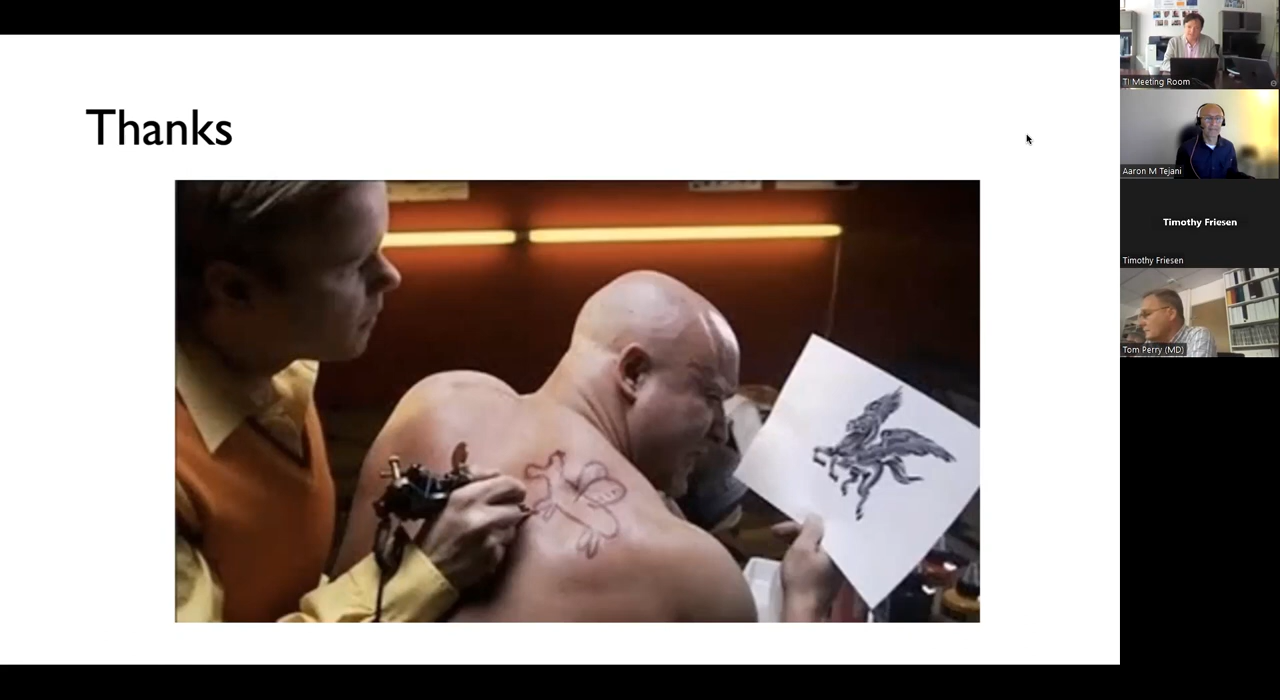 Thanks
TI Meeting Room
Aaron M Tejani
Timothy Friesen
Timothy Friesen
Tom Perry (MD)